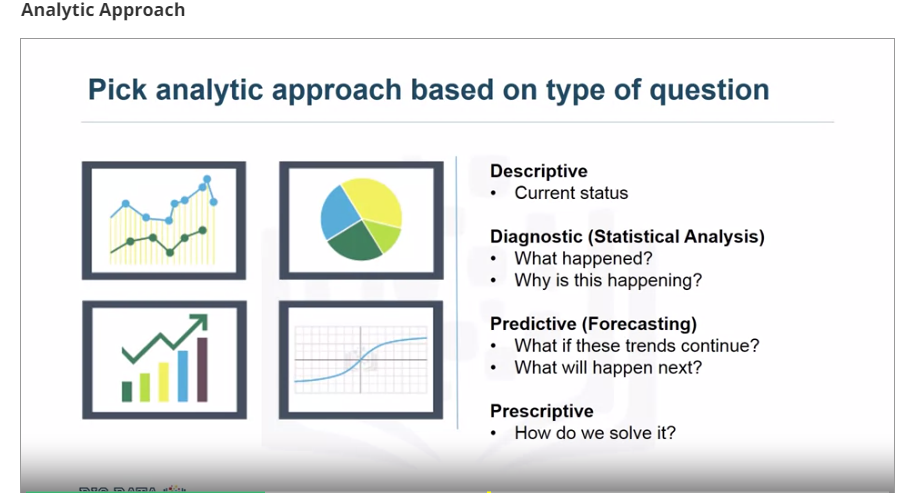 Analytic Approach
Pick analytic approach based on type of question
Descriptive
• Current status
Diagnostic (Statistical Analysis)
• What happened?
• Why is this happening?
Predictive (Forecasting)
• What if these trends continue?
• What will happen next?
Prescriptive
• How do we solve it?